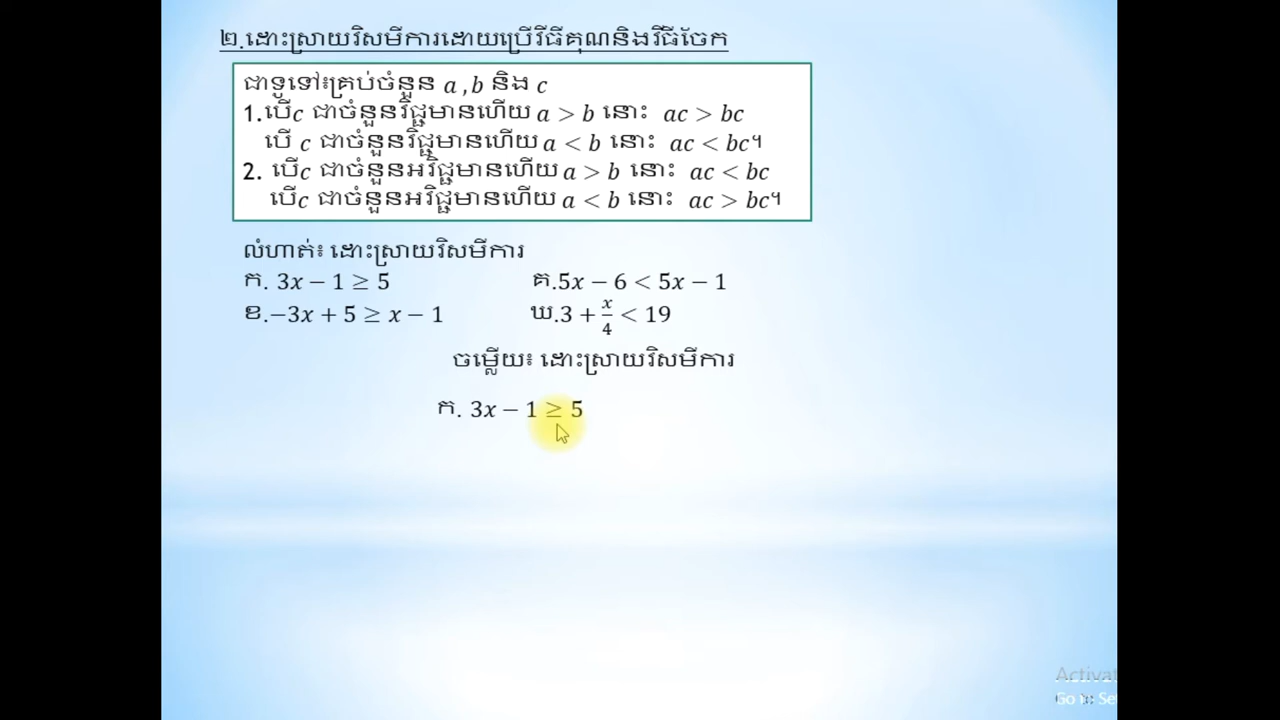 ២.ដោះស្រាយវិសមីការដោយប្រើវិធីគុណនិងវិធីចែក
ជាទូទៅ៖គ្រប់ចំនួន a ,b និង c
1.បើc ជាចំនួនវិជ្ជមានហើយ a > b នោះ ac > bc
បើ c ជាចំនួនវិជ្ជមានហើយ a < b នោះ ac < bc។
2. បើc ជាចំនួនអវិជ្ជមានហើយ a > b នោះ ac < bc
បើc ជាចំនួនអវិជ្ជមានហើយ a < b នោះ ac > bc។
លំហាត់៖ ដោះស្រាយវិសមីការ
ក. 3x − 1 ≥ 5 គ.5x − 6 < 5x − 1
ខ.−3x + 5 ≥ x − 1 ឃ.3 + x/4 < 19
ចម្លើយ៖ ដោះស្រាយវិសមីការ
ក. 3x − 1 ≥ 5
Go to Se